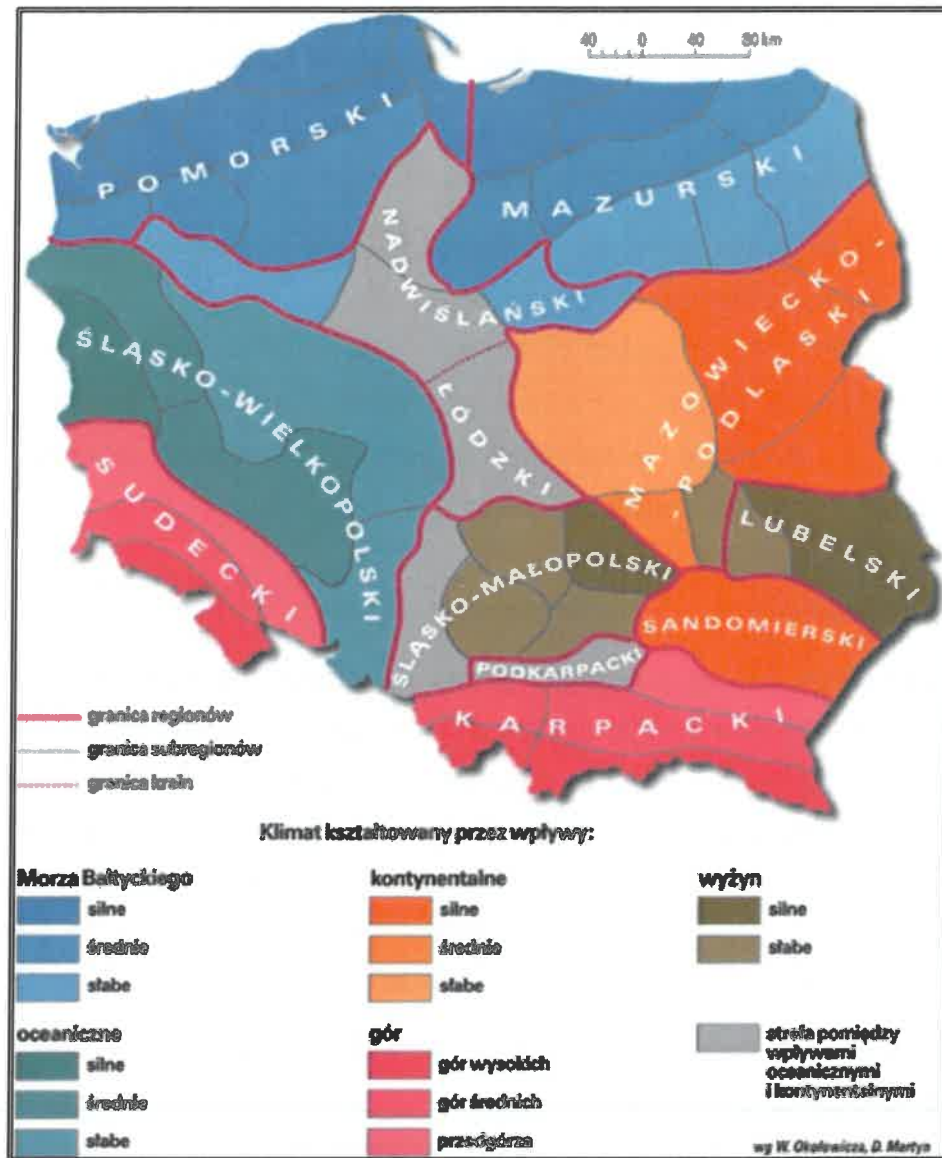 40 0 40 80 km
POMORSKI
MAZURSKI
NADWIŚLAŃSKI
MAZOWIECKO-
-PODLASKI
ŚLĄSKO-WIELKOPOLSKI
ŁÓDZKI
SUDECKI
LUBELSKI
ŚLĄSKO-MAŁOPOLSKI
SANDOMIERSKI
PODKARPACKI
KARPACKI
granica regionów
granica subregionów
granica krain
Klimat kształtowany przez wpływy:
Morza Bałtyckiego
silne
średnie
słabe
kontynentalne
silne
średnie
słabe
wyżyn
silne
słabe
oceaniczne
silne
średnie
słabe
gór
gór wysokich
gór średnich
przedgórza
strefa pomiędzy
wpływami
oceanicznymi
i kontynentalnymi
wg W. Okołowicza, D. Martyn